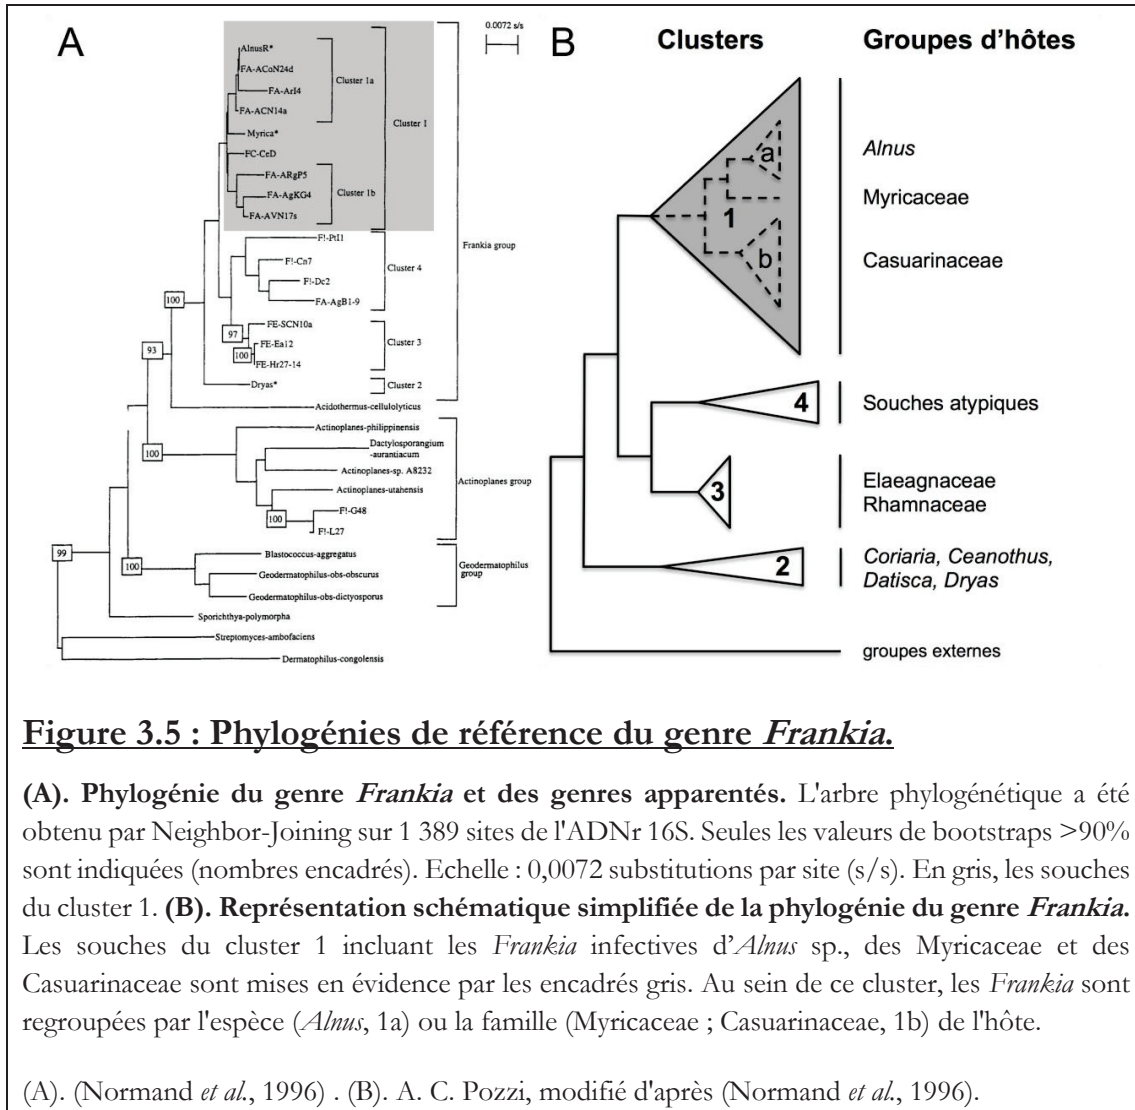 A
0.0072 s/s
AlnusR*
FA-ACoN24d
FA-ArI4
FA-ACN14a
Cluster 1a
Myrica*
FC-CeD
Cluster 1
FA-ARgP5
FA-AgKG4
FA-AVN17s
Cluster 1b
F!-PtI1
F!-Cn7
F!-Dc2
FA-AgB1-9
Cluster 4
Frankia group
100
97
FE-SCN10a
FE-Ea12
100
FE-Hr27-14
Cluster 3
93
Dryas*
Cluster 2
Acidothermus-cellulolyticus
Actinoplanes-philippinensis
100
Dactylosporangium
-aurantiacum
Actinoplanes-sp. A8232
Actinoplanes group
Actinoplanes-utahensis
F!-G48
100
F!-L27
99
Blastococcus-aggregatus
100
Geodermatophilus-obs-obscurus
Geodermatophilus
group
Geodermatophilus-obs-dictyosporus
Sporichthya-polymorpha
Streptomyces-ambofaciens
Dermatophilus-congolensis
B
Clusters
Groupes d’hôtes
a
1
b
Alnus
Myricaceae
Casuarinaceae
4
Souches atypiques
3
Elaeagnaceae
Rhamnaceae
2
Coriaria, Ceanothus,
Datisca, Dryas
groupes externes
Figure 3.5 : Phylogénies de référence du genre Frankia.
(A). Phylogénie du genre Frankia et des genres apparentés. L'arbre phylogénétique a été
obtenu par Neighbor-Joining sur 1 389 sites de l'ADNr 16S. Seules les valeurs de bootstraps >90%
sont indiquées (nombres encadrés). Echelle : 0,0072 substitutions par site (s/s). En gris, les souches
du cluster 1. (B). Représentation schématique simplifiée de la phylogénie du genre Frankia.
Les souches du cluster 1 incluant les Frankia infectives d’Alnus sp., des Myricaceae et des
Casuarinaceae sont mises en évidence par les encadrés gris. Au sein de ce cluster, les Frankia sont
regroupées par l'espèce (Alnus, 1a) ou la famille (Myricaceae ; Casuarinaceae, 1b) de l'hôte.
(A). (Normand et al., 1996) . (B). A. C. Pozzi, modifié d'après (Normand et al., 1996).